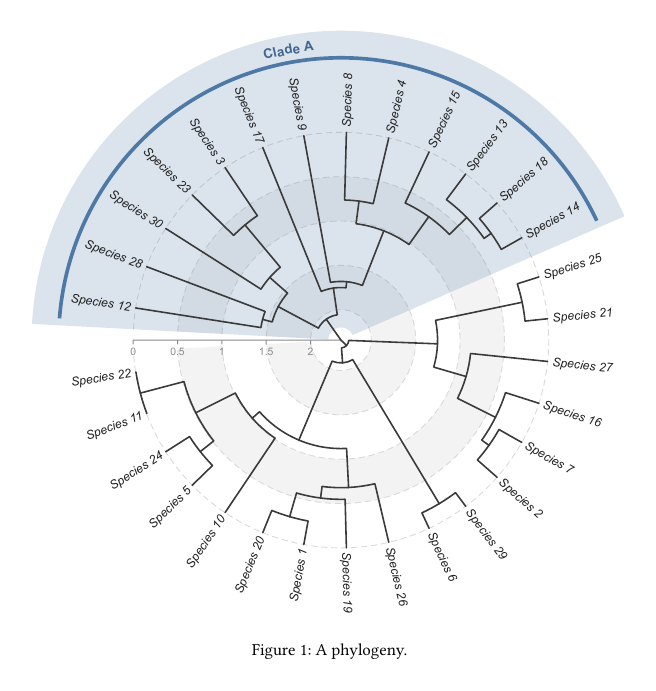 Clade A
Species 8
Species 4
Species 15
Species 13
Species 18
Species 14
Species 25
Species 21
Species 27
Species 16
Species 7
Species 2
Species 29
Species 6
Species 26
Species 19
Species 1
Species 20
Species 10
Species 5
Species 24
Species 11
Species 22
Species 12
Species 28
Species 30
Species 23
Species 3
Species 17
Species 9
0 0.5 1 1.5 2
Figure 1: A phylogeny.